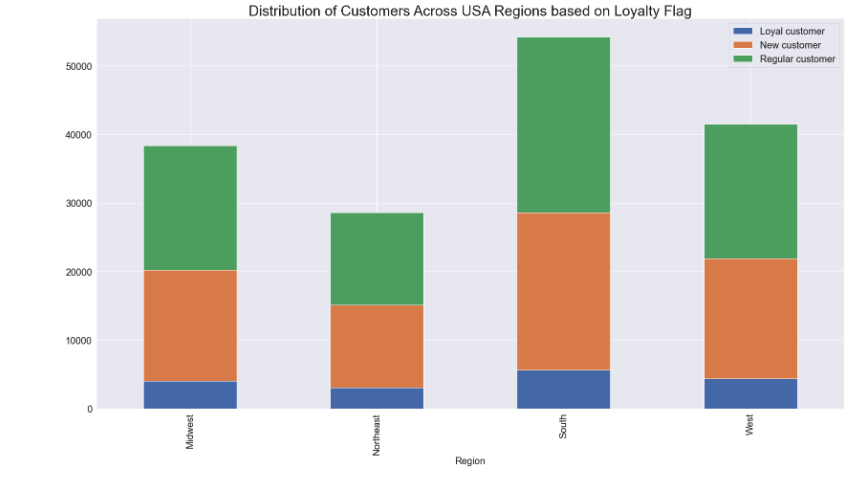 Distribution of Customers Across USA Regions based on Loyalty Flag
Loyal customer
New customer
Regular customer
50000
40000
30000
20000
10000
0
Midwest
Northeast
South
West
Region